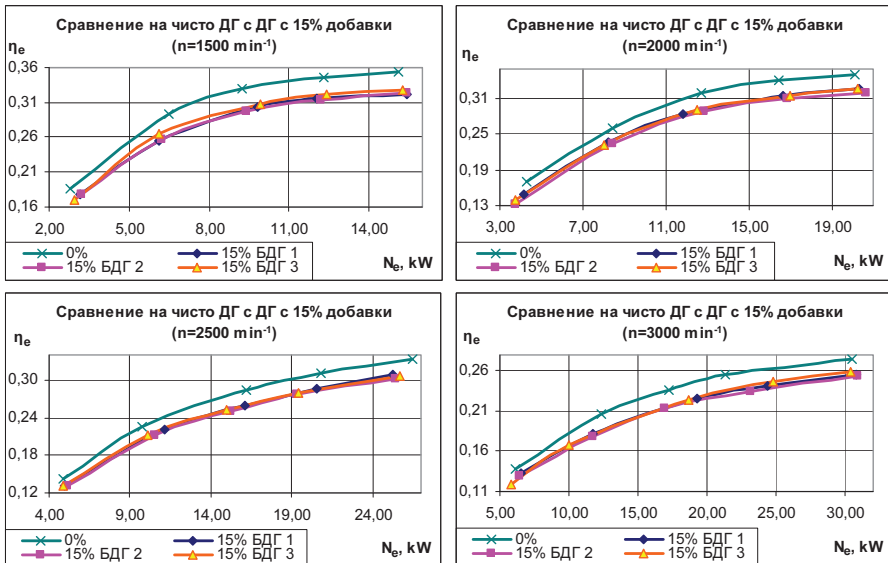 Сравнение на чисто ДГ с ДГ с 15% добавки
(n=1500 min-1)
ηe
0,36
0,31
0,26
0,21
0,16
2,00 5,00 8,00 11,00 14,00
0% 15% БДГ 1
15% БДГ 2 15% БДГ 3
Ne, kW
Сравнение на чисто ДГ с ДГ с 15% добавки
(n=2000 min-1)
ηe
0,31
0,25
0,19
0,13
3,00 7,00 11,00 15,00 19,00
0% 15% БДГ 1
15% БДГ 2 15% БДГ 3
Ne, kW
Сравнение на чисто ДГ с ДГ с 15% добавки
(n=2500 min-1)
ηe
0,30
0,24
0,18
0,12
4,00 9,00 14,00 19,00 24,00
0% 15% БДГ 1
15% БДГ 2 15% БДГ 3
Ne, kW
Сравнение на чисто ДГ с ДГ с 15% добавки
(n=3000 min-1)
ηe
0,26
0,21
0,16
0,11
5,00 10,00 15,00 20,00 25,00 30,00
0% 15% БДГ 1
15% БДГ 2 15% БДГ 3
Ne, kW